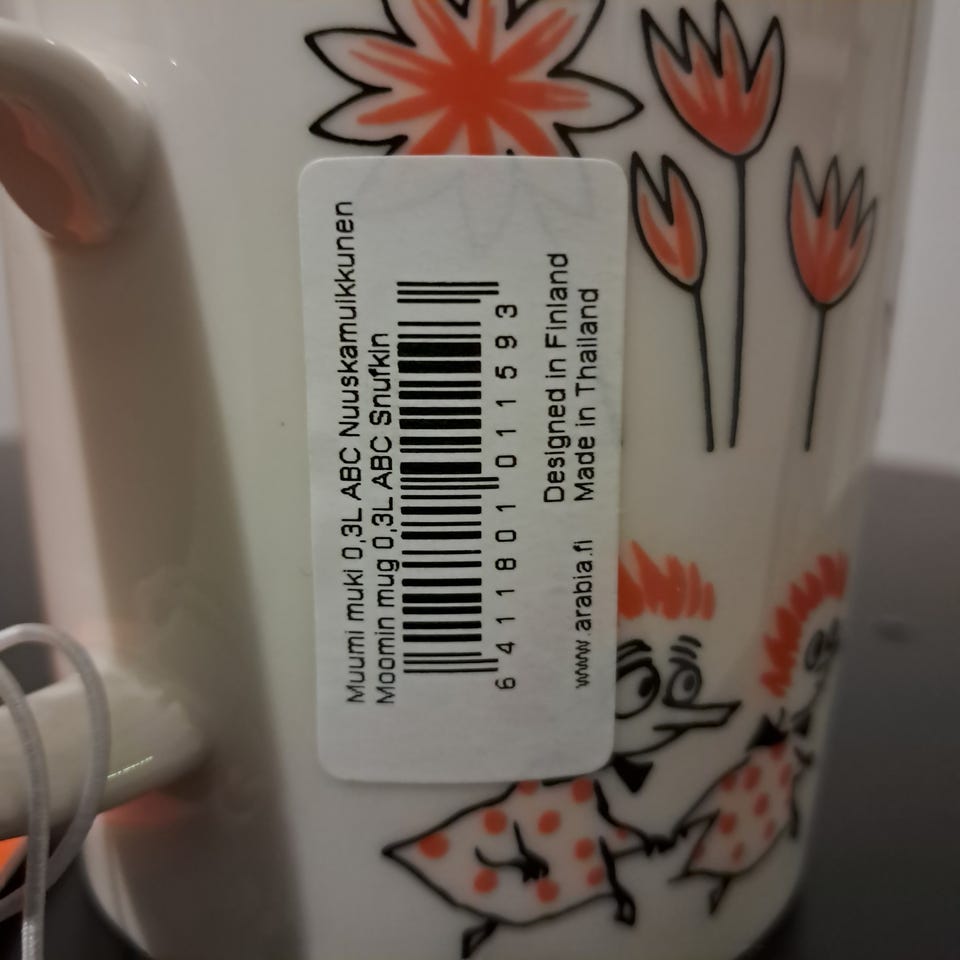 Muumi muki 0,3L ABC Nuuskamuikkunen
Moomin mug 0,3L ABC Snufkin
6 411801 011593
Designed in Finland
www.arabia.fi Made in Thailand